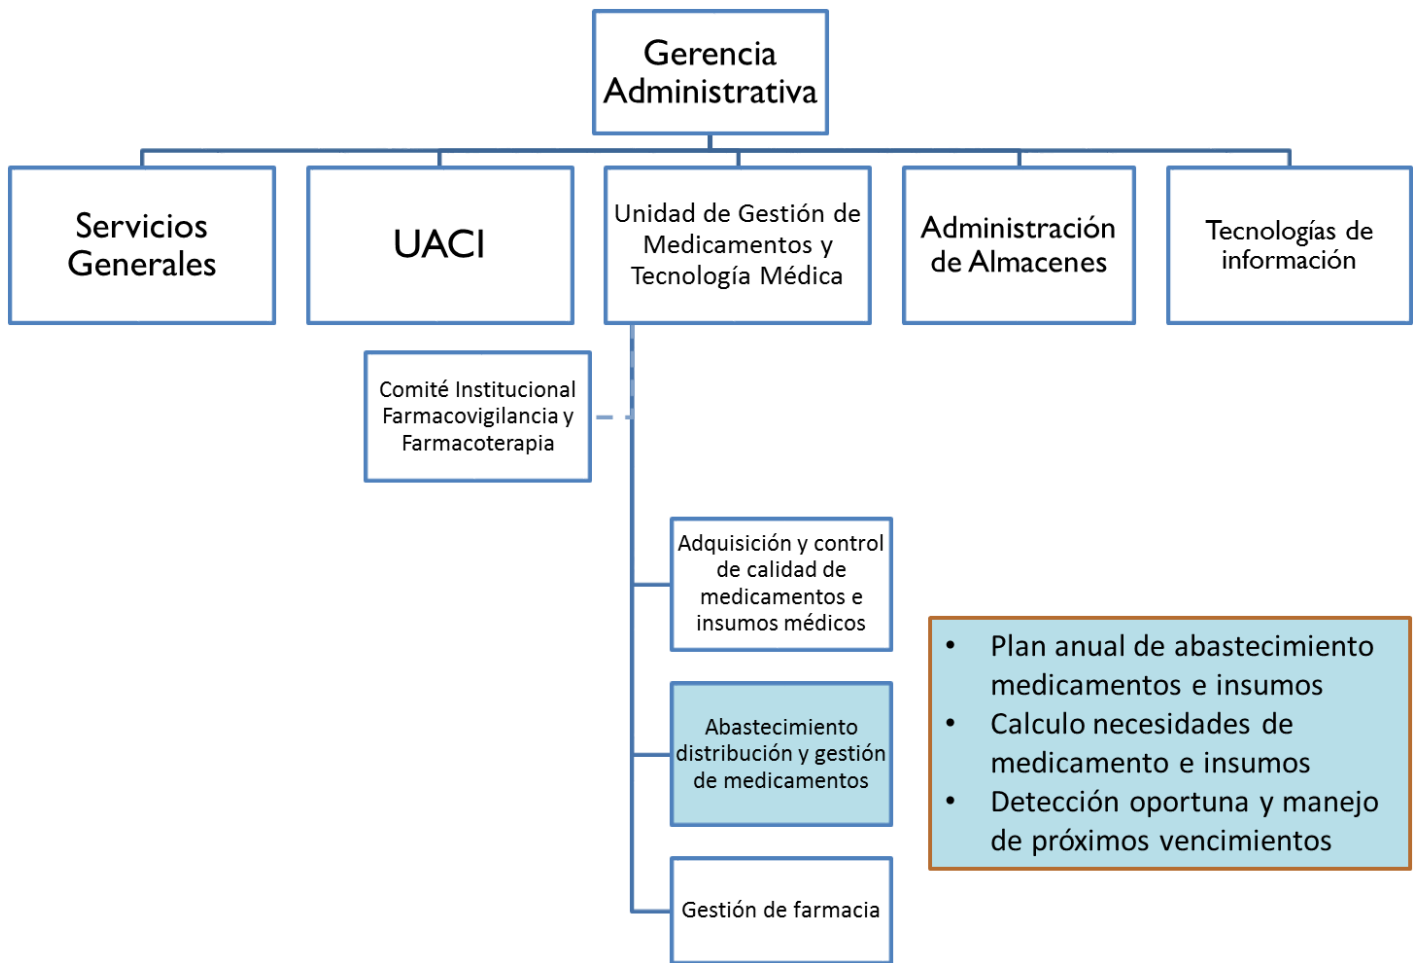 Gerencia
Administrativa
Servicios
Generales
UACI
Unidad de Gestión de
Medicamentos y
Tecnología Médica
Administración
de Almacenes
Tecnologías de
información
Comité Institucional
Farmacovigilancia y
Farmacoterapia
Adquisición y control
de calidad de
medicamentos e
insumos médicos
Abastecimiento
distribución y gestión
de medicamentos
Gestión de farmacia
• Plan anual de abastecimiento
medicamentos e insumos
• Calculo necesidades de
medicamento e insumos
• Detección oportuna y manejo
de próximos vencimientos